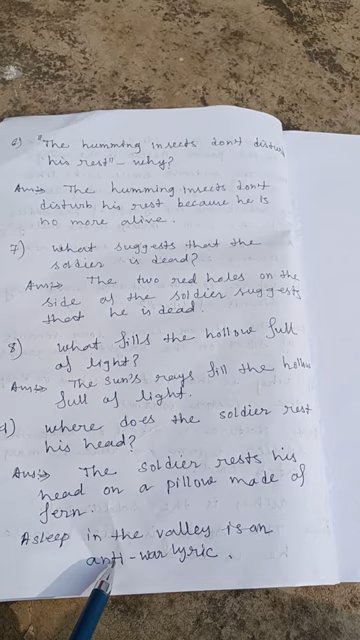 6) "The humming insects don't disturb
his rest" - why?
Ans:- The humming insects don't
disturb his rest because he is
no more alive.
7) what suggests that the
soldier is dead?
Ans:- The two red holes on the
side of the soldier suggests
that he is dead.
8) what fills the hollow full
of light?
Ans:- The sun's rays fill the hollow
full of light.
9) where does the soldier rest
his head?
Ans:- The soldier rests his
head on a pillow made of
fern.
Asleep in the valley is an
anti-war lyric.